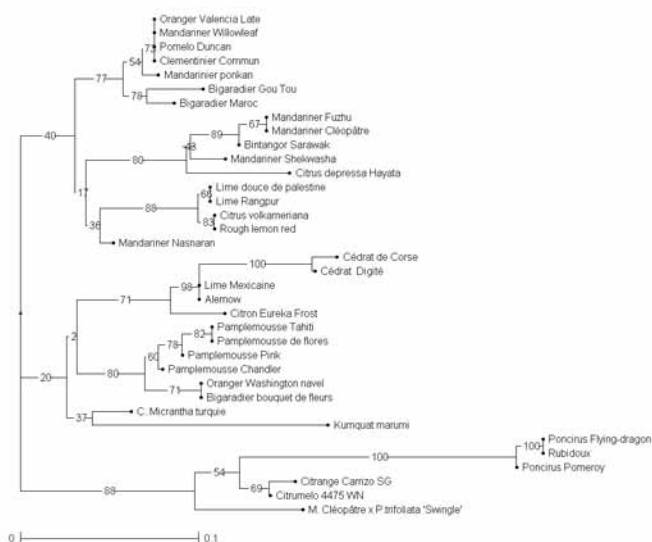 Oranger Valencia Late
Mandariner Willowleaf
73
Pomelo Duncan
54
Clementinier Commun
Mandarinier ponkan
77
Bigaradier Gou Tou
78
Bigaradier Maroc
Mandariner Fuzhu
67
Mandariner Cléopâtre
40
89
Bintangor Sarawak
48
80
Mandariner Shekwasha
Citrus depressa Hayata
17
Lime douce de palestine
66
Lime Rangpur
88
Citrus volkameriana
83
Rough lemon red
36
Mandariner Nasnaran
Cédrat de Corse
100
Cédrat Digité
Lime Mexicaine
98
Alemow
71
Citron Eureka Frost
Pamplemousse Tahiti
82
Pamplemousse de flores
2
78
Pamplemousse Pink
60
Pamplemousse Chandler
80
20
Oranger Washington navel
71
Bigaradier bouquet de fleurs
C. Micrantha turquie
37
Kumquat marumi
Poncirus Flying-dragon
100
Rubidoux
100
Poncirus Pomeroy
54
Citrange Carrizo SG
69
Citrumelo 4475 WN
88
M. Cléopâtre x P.trifoliata 'Swingle'
0 0.1